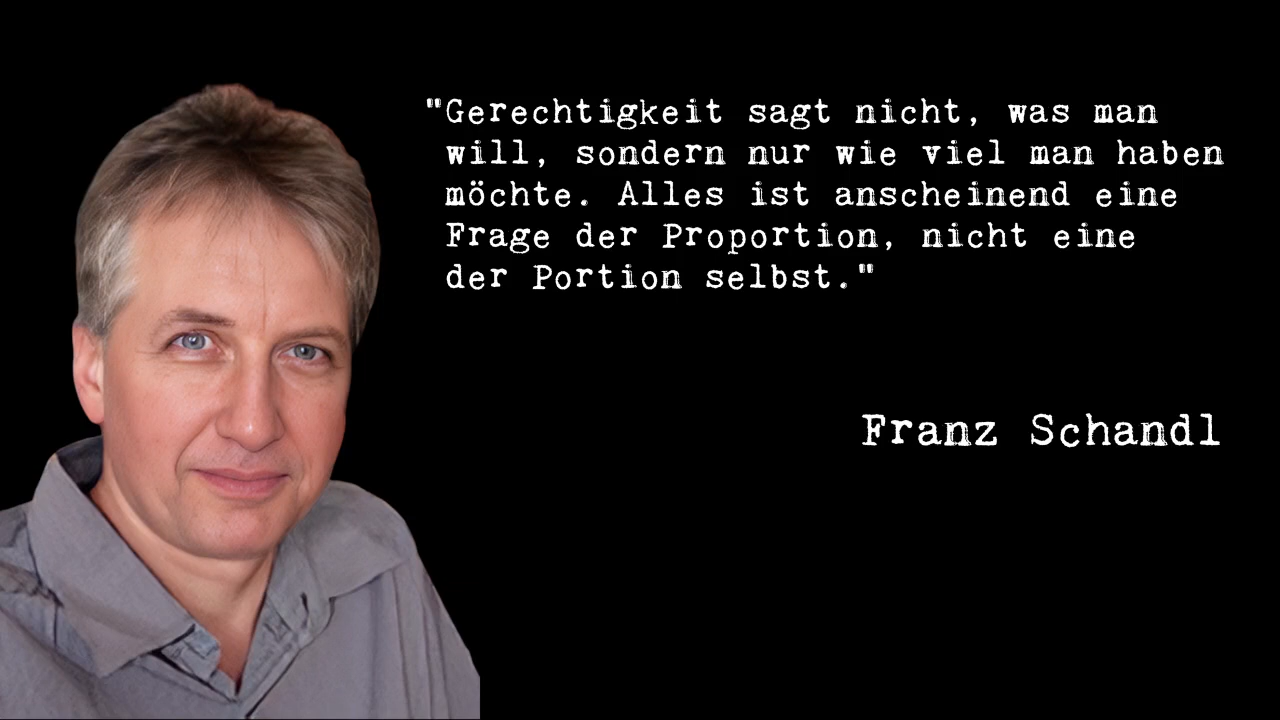 "Gerechtigkeit sagt nicht, was man
will, sondern nur wie viel man haben
möchte. Alles ist anscheinend eine
Frage der Proportion, nicht eine
der Portion selbst."
Franz Schandl